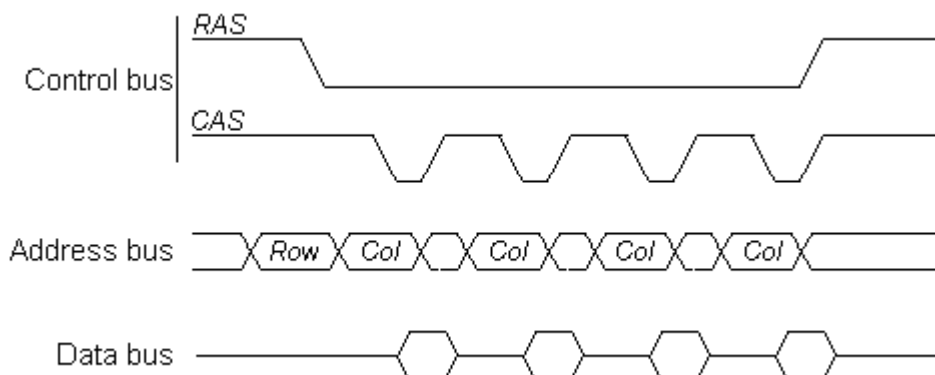 RAS
Control bus
CAS
Address bus Row Col Col Col Col
Data bus